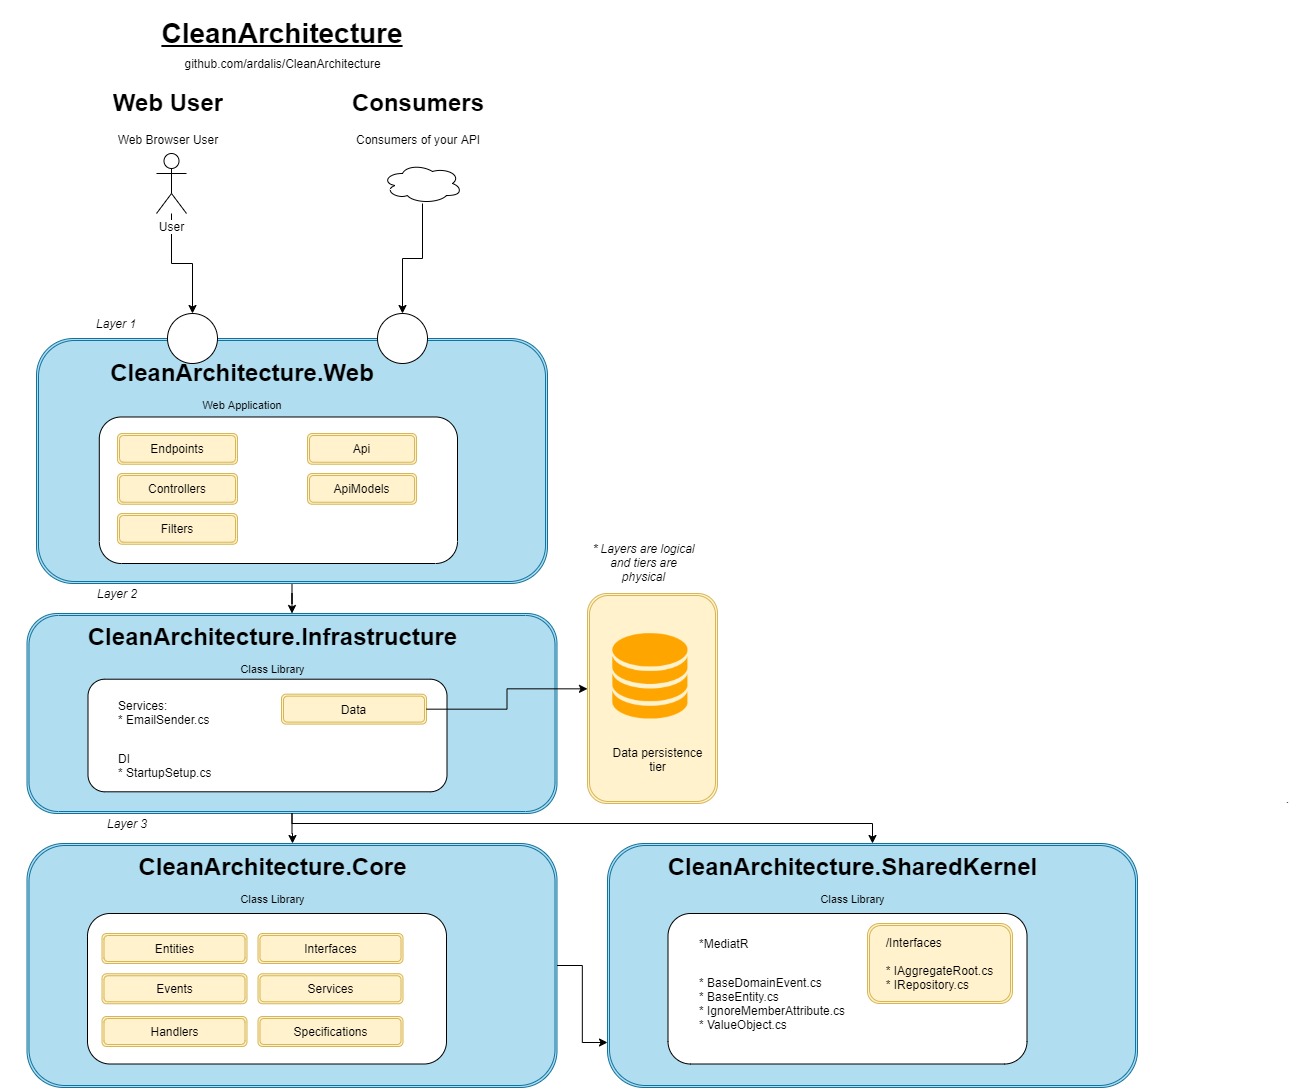 CleanArchitecture
github.com/ardalis/CleanArchitecture
Web User
Consumers
Web Browser User
Consumers of your API
User
Layer 1
CleanArchitecture.Web
Web Application
Endpoints
Api
Controllers
ApiModels
Filters
* Layers are logical
and tiers are
physical
Layer 2
CleanArchitecture.Infrastructure
Class Library
Services:
* EmailSender.cs
Data
DI
* StartupSetup.cs
Data persistence
tier
Layer 3
CleanArchitecture.Core
Class Library
Entities
Interfaces
Events
Services
Handlers
Specifications
CleanArchitecture.SharedKernel
Class Library
*MediatR
* BaseDomainEvent.cs
* BaseEntity.cs
* IgnoreMemberAttribute.cs
* ValueObject.cs
/Interfaces
* IAggregateRoot.cs
* IRepository.cs